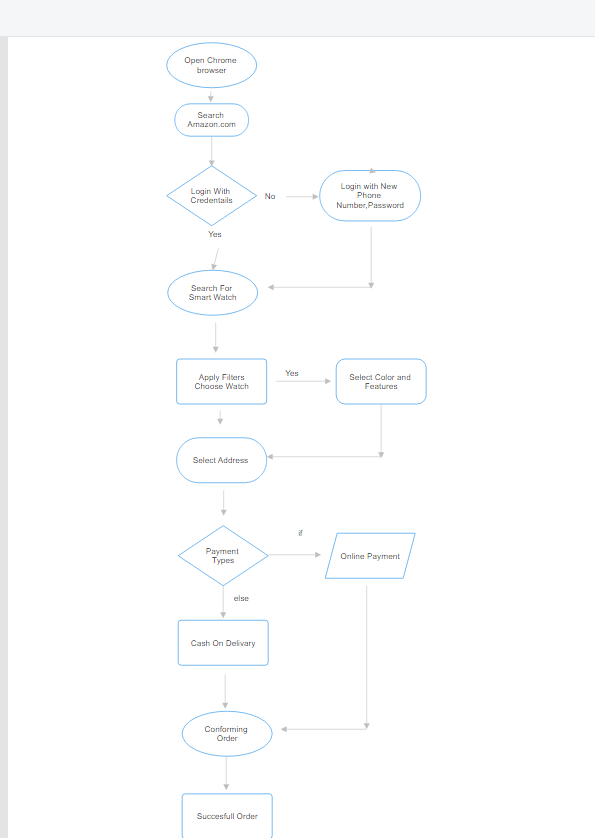 Open Chrome
browser
Search
Amazon.com
Login With
Credentails
No
Login with New
Phone
Number,Password
Yes
Search For
Smart Watch
Apply Filters
Choose Watch
Yes
Select Color and
Features
Select Address
Payment
Types
if
Online Payment
else
Cash On Delivary
Conforming
Order
Succesfull Order